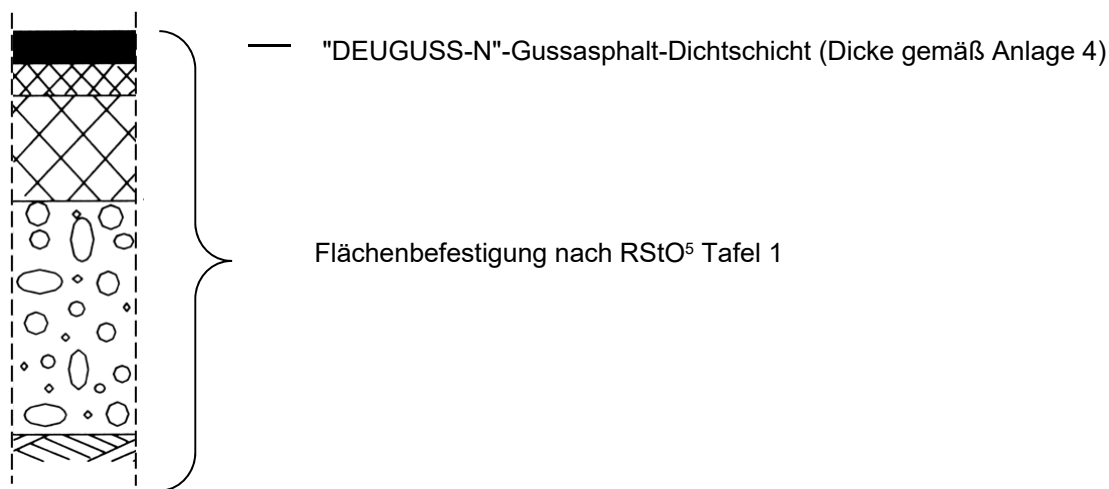 "DEUGUSS-N"-Gussasphalt-Dichtschicht (Dicke gemäß Anlage 4)
Flächenbefestigung nach RStO⁵ Tafel 1